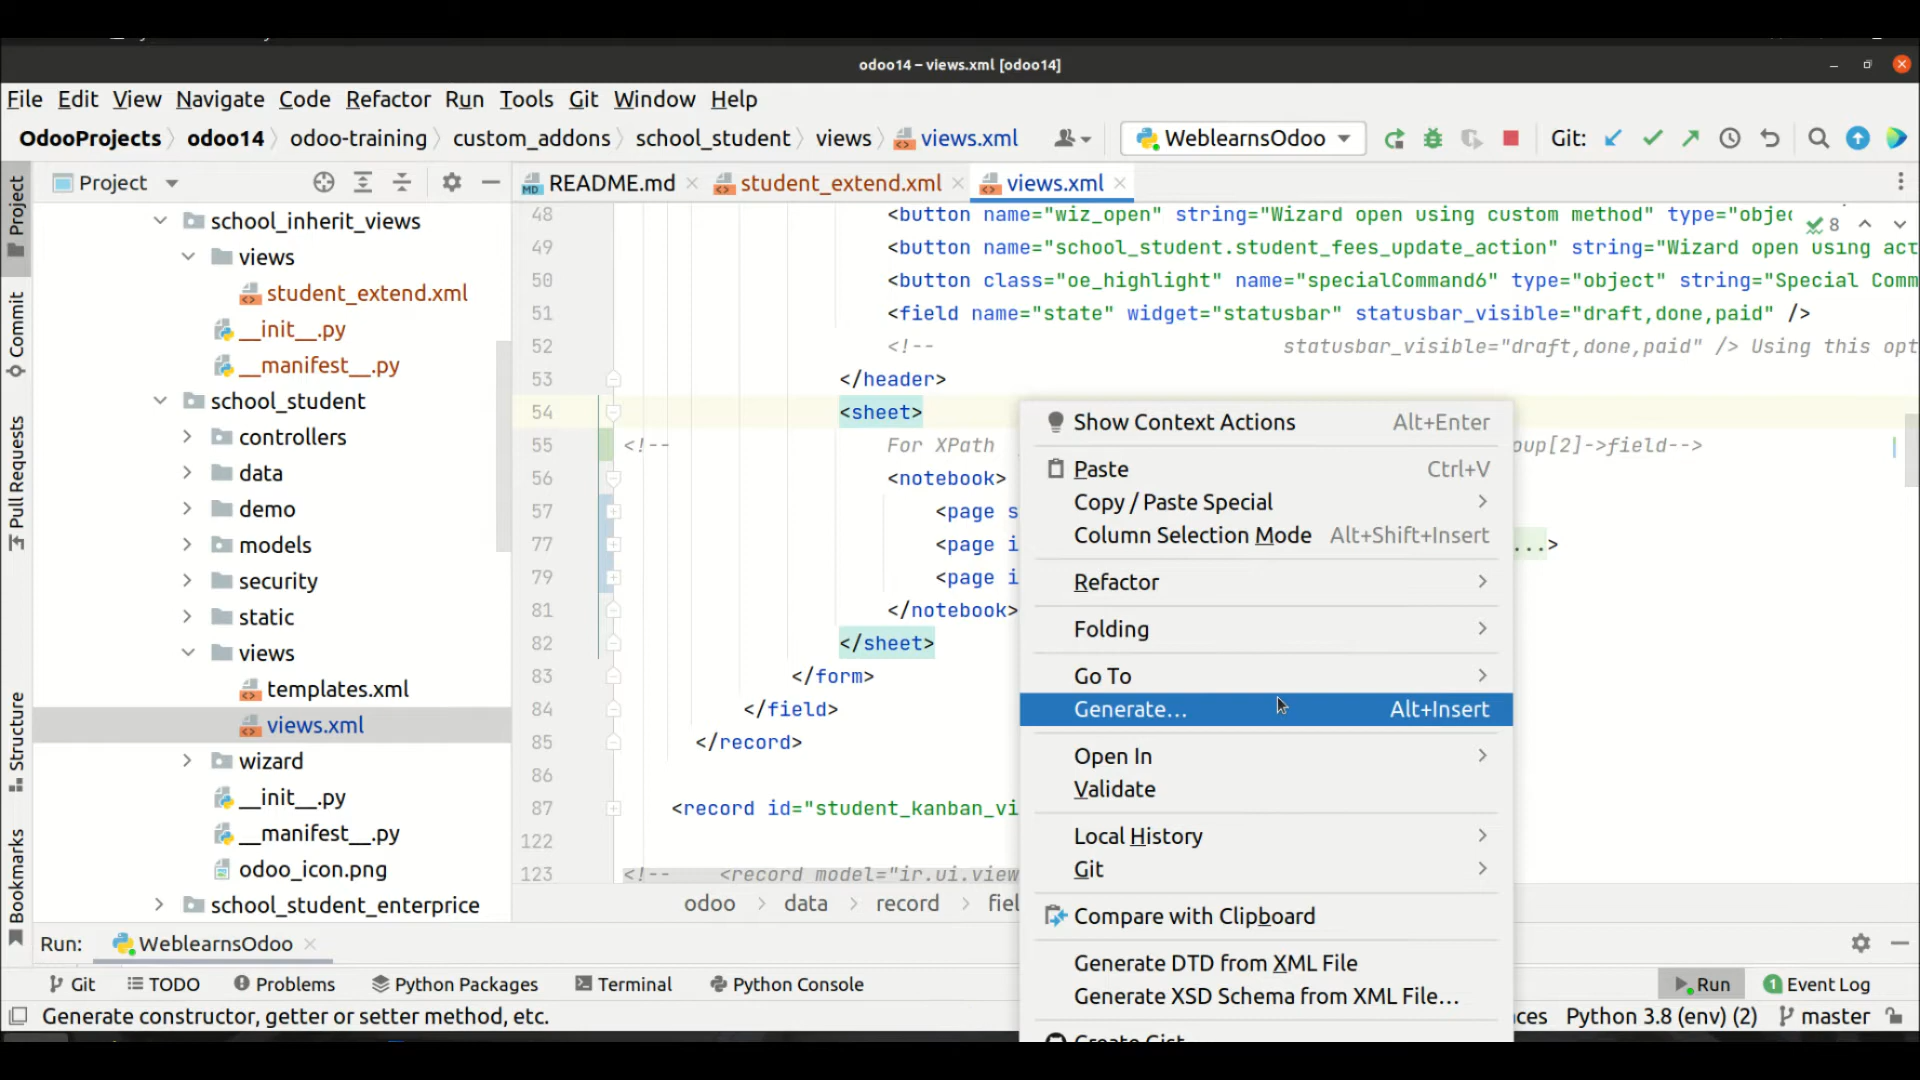 odoo14 – views.xml [odoo14]
File Edit View Navigate Code Refactor Run Tools Git Window Help
OdooProjects odoo14 odoo-training custom_addons school_student views views.xml WeblearnsOdoo Git:
Project README.md student_extend.xml views.xml
school_inherit_views
views
student_extend.xml
__init__.py
__manifest__.py
school_student
controllers
data
demo
models
security
static
views
templates.xml
views.xml
wizard
__init__.py
__manifest__.py
odoo_icon.png
school_student_enterprice
Project
Commit
Pull Requests
Structure
Bookmarks
8
48 <button name="wiz_open" string="Wizard open using custom method" type="objec
49 <button name="school_student.student_fees_update_action" string="Wizard open using act
50 <button class="oe_highlight" name="specialCommand6" type="object" string="Special Comm
51 <field name="state" widget="statusbar" statusbar_visible="draft,done,paid" />
52 <!-- statusbar_visible="draft,done,paid" /> Using this opt
53 </header>
54 <sheet>
55 <!-- For XPath oup[2]->field-->
56 <notebook>
57 <page s
77 <page i ...>
79 <page i
81 </notebook>
82 </sheet>
83 </form>
84 </field>
85 </record>
86
87 <record id="student_kanban_vi
122
123 <!-- <record model="ir.ui.view
odoo data record fiel
Show Context Actions Alt+Enter
Paste Ctrl+V
Copy / Paste Special
Column Selection Mode Alt+Shift+Insert
Refactor
Folding
Go To
Generate... Alt+Insert
Open In
Validate
Local History
Git
Compare with Clipboard
Generate DTD from XML File
Generate XSD Schema from XML File...
Create Gist
Run: WeblearnsOdoo
Git TODO Problems Python Packages Terminal Python Console Run 1 Event Log
Generate constructor, getter or setter method, etc. ces Python 3.8 (env) (2) master